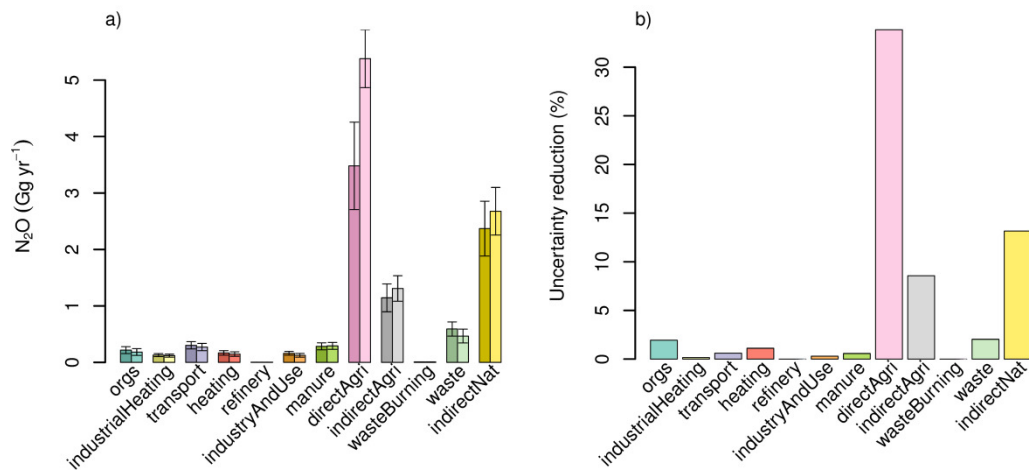 a)
N₂O (Gg yr⁻¹)
5
4
3
2
1
0
orgs
industrialHeating
transport
heating
refinery
industryAndUse
manure
directAgri
indirectAgri
wasteBurning
waste
indirectNat
b)
Uncertainty reduction (%)
30
25
20
15
10
5
0
orgs
industrialHeating
transport
heating
refinery
industryAndUse
manure
directAgri
indirectAgri
wasteBurning
waste
indirectNat